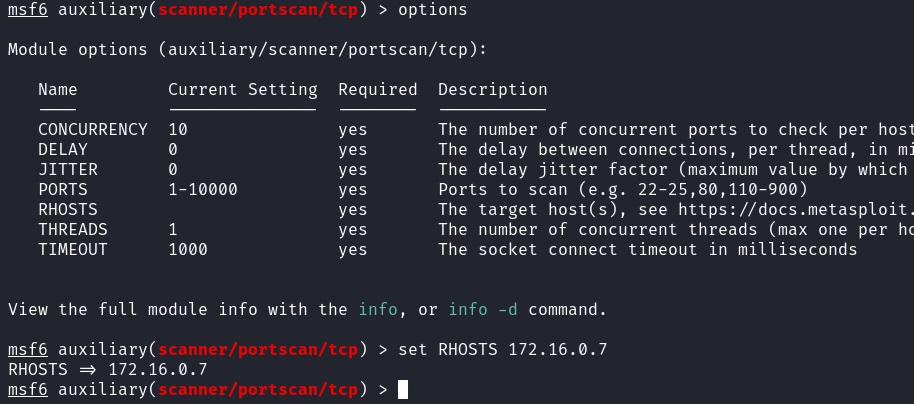 msf6 auxiliary(scanner/portscan/tcp) > options
Module options (auxiliary/scanner/portscan/tcp):
Name Current Setting Required Description
CONCURRENCY 10 yes The number of concurrent ports to check per host
DELAY 0 yes The delay between connections, per thread, in mi
JITTER 0 yes The delay jitter factor (maximum value by which
PORTS 1-10000 yes Ports to scan (e.g. 22-25,80,110-900)
RHOSTS yes The target host(s), see https://docs.metasploit.
THREADS 1 yes The number of concurrent threads (max one per ho
TIMEOUT 1000 yes The socket connect timeout in milliseconds
View the full module info with the info, or info -d command.
msf6 auxiliary(scanner/portscan/tcp) > set RHOSTS 172.16.0.7
RHOSTS => 172.16.0.7
msf6 auxiliary(scanner/portscan/tcp) >